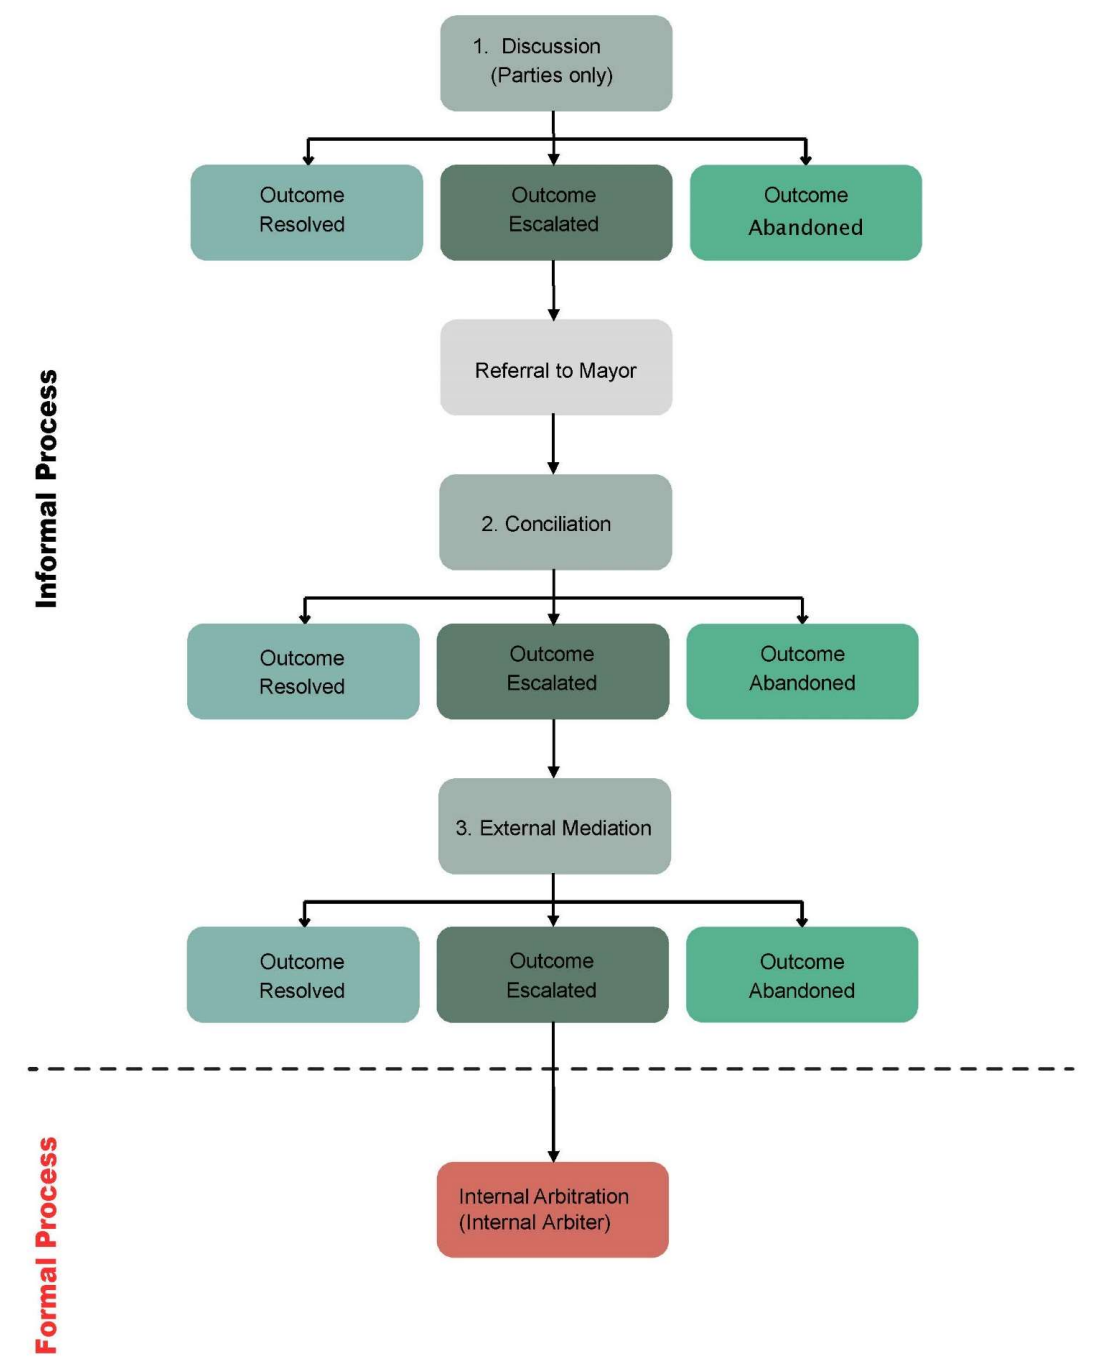 1. Discussion
(Parties only)
Outcome
Resolved
Outcome
Escalated
Outcome
Abandoned
Referral to Mayor
Informal Process
2. Conciliation
Outcome
Resolved
Outcome
Escalated
Outcome
Abandoned
3. External Mediation
Outcome
Resolved
Outcome
Escalated
Outcome
Abandoned
Formal Process
Internal Arbitration
(Internal Arbiter)